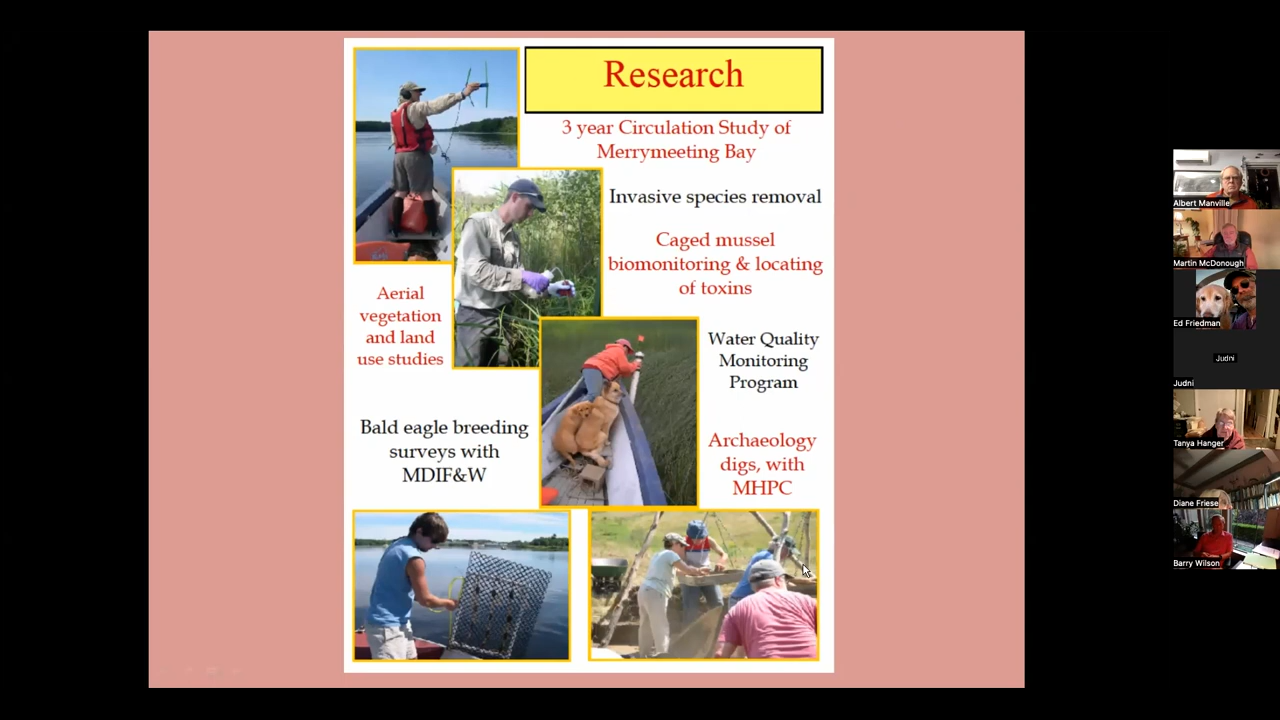 Research
3 year Circulation Study of
Merrymeeting Bay
Invasive species removal
Caged mussel
biomonitoring & locating
of toxins
Aerial
vegetation
and land
use studies
Water Quality
Monitoring
Program
Bald eagle breeding
surveys with
MDIF&W
Archaeology
digs, with
MHPC
Albert Manville
Martin McDonough
Ed Friedman
Judni
Judni
Tanya Hanger
Diane Friese
Barry Wilson